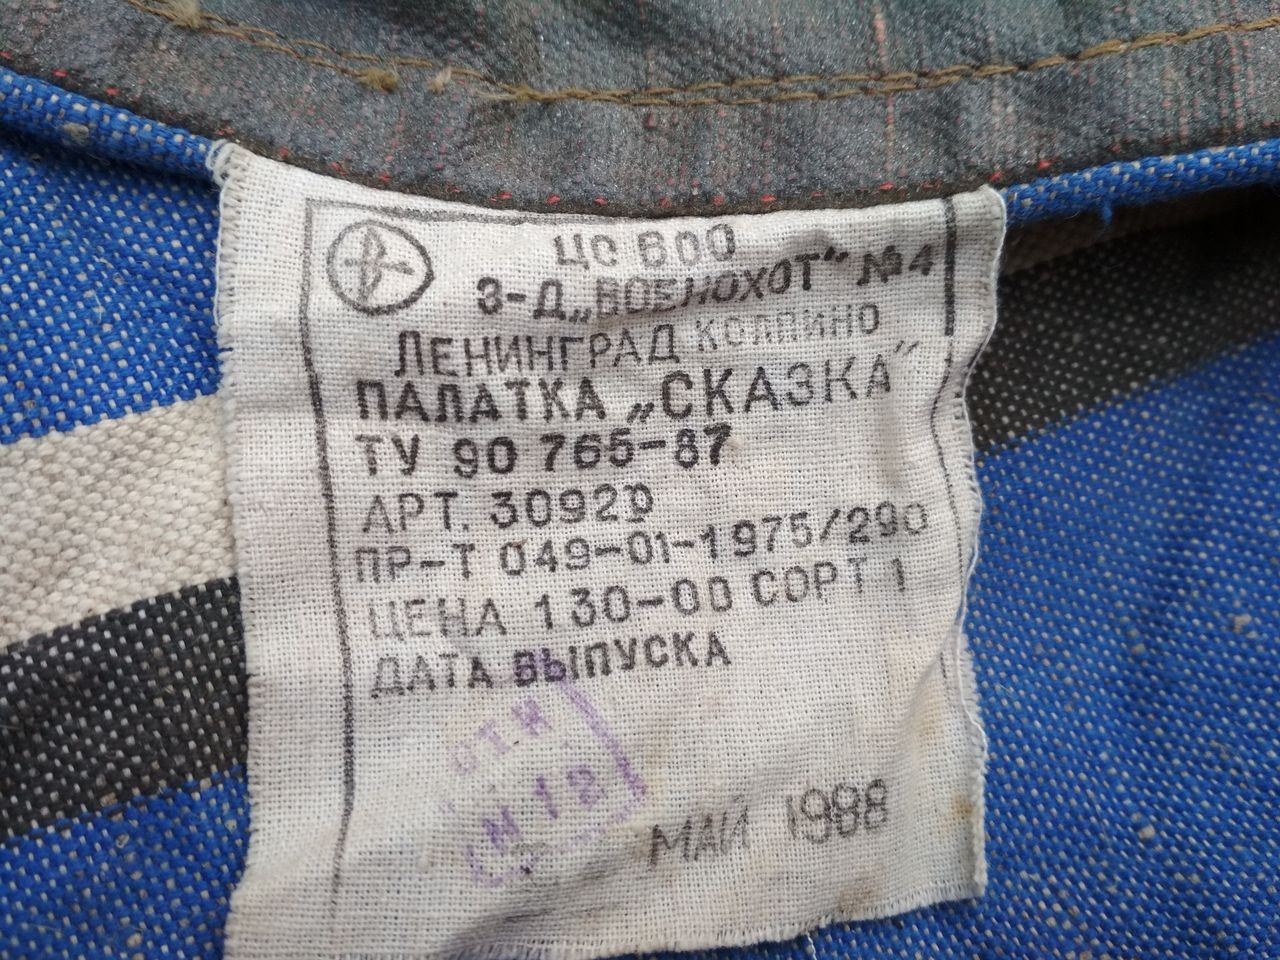 В
ЦС ВОО
З-Д „ВОЕНОХОТ“ №4
ЛЕНИНГРАД КОЛПИНО
ПАЛАТКА „СКАЗКА“
ТУ 90 765-87
АРТ. 3092Р
ПР-Т 049-01-1975/290
ЦЕНА 130-00 СОРТ 1
ДАТА ВЫПУСКА
МАЙ 1988